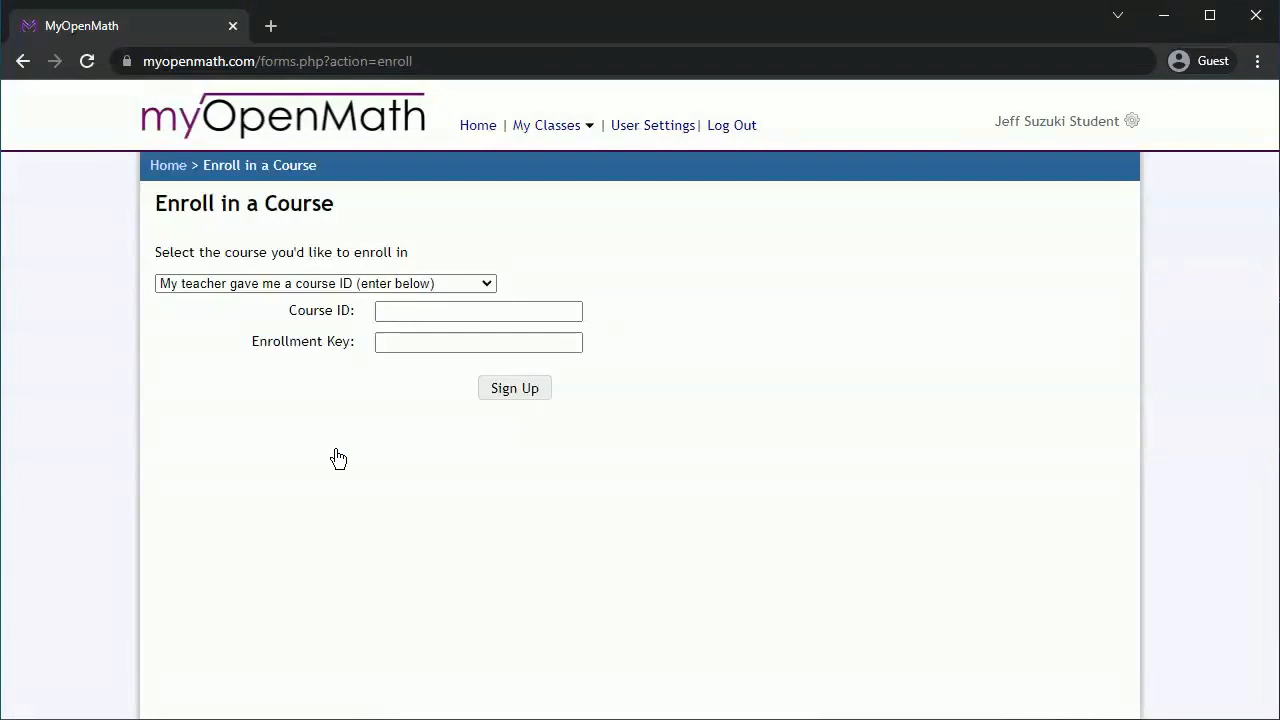 MyOpenMath
myopenmath.com/forms.php?action=enroll
Guest
myOpenMath
Home | My Classes | User Settings | Log Out
Jeff Suzuki Student
Home > Enroll in a Course
Enroll in a Course
Select the course you'd like to enroll in
My teacher gave me a course ID (enter below)
Course ID:
Enrollment Key:
Sign Up